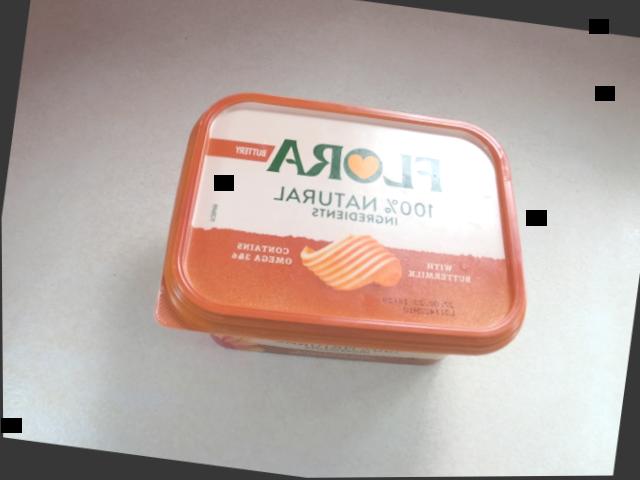 FLORA
BUTTERY
100% NATURAL
INGREDIENTS
WITH
BUTTERMILK
CONTAINS
OMEGA 3&6